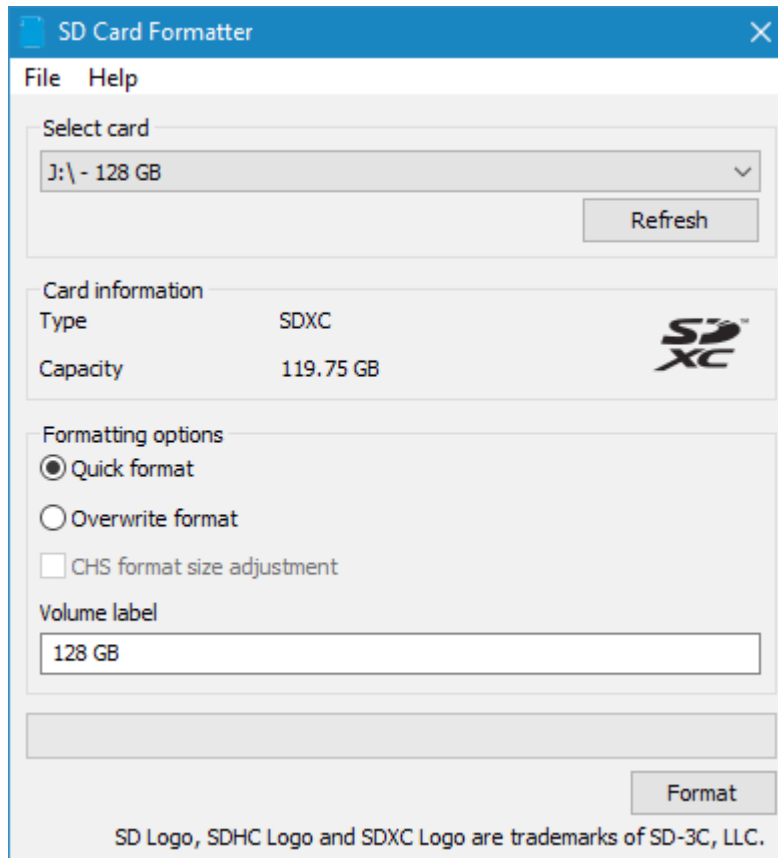 SD Card Formatter
File Help
Select card
J:\ - 128 GB
Refresh
Card information
Type SDXC
Capacity 119.75 GB
SD XC ™
Formatting options
Quick format
Overwrite format
CHS format size adjustment
Volume label
128 GB
Format
SD Logo, SDHC Logo and SDXC Logo are trademarks of SD-3C, LLC.